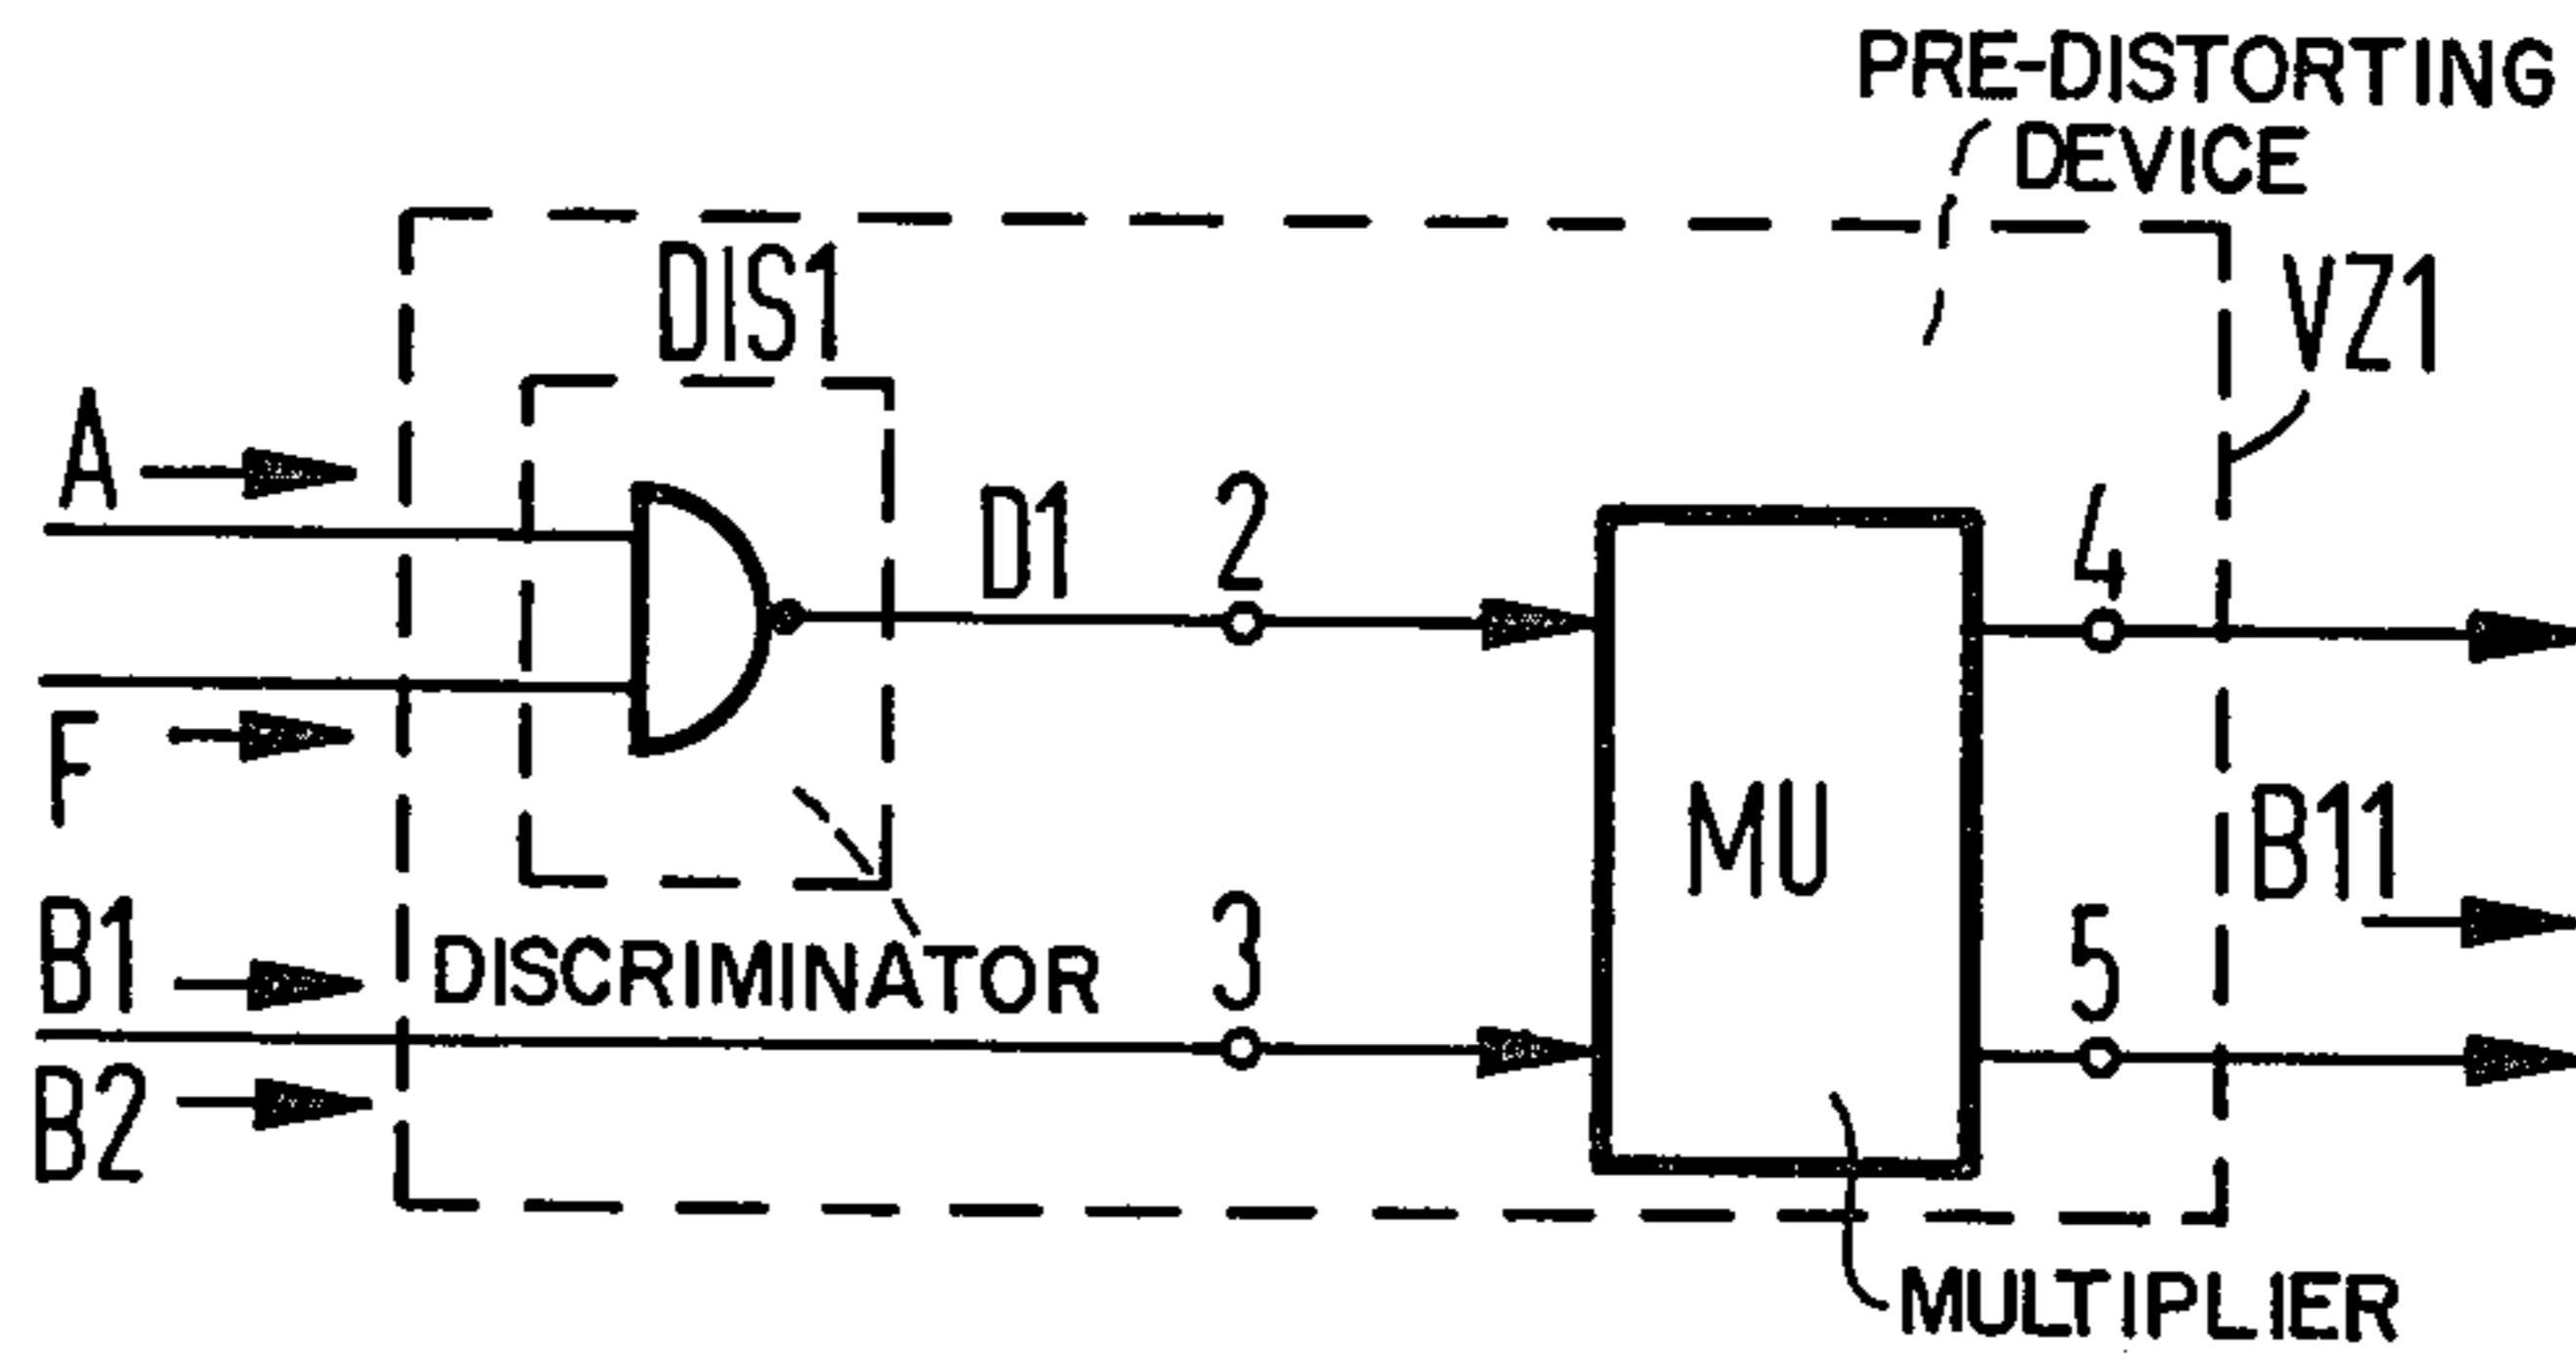 PRE-DISTORTING
DEVICE
DIS1
VZ1
A
D1
2
4
F
MU
B11
B1
DISCRIMINATOR
3
5
B2
MULTIPLIER